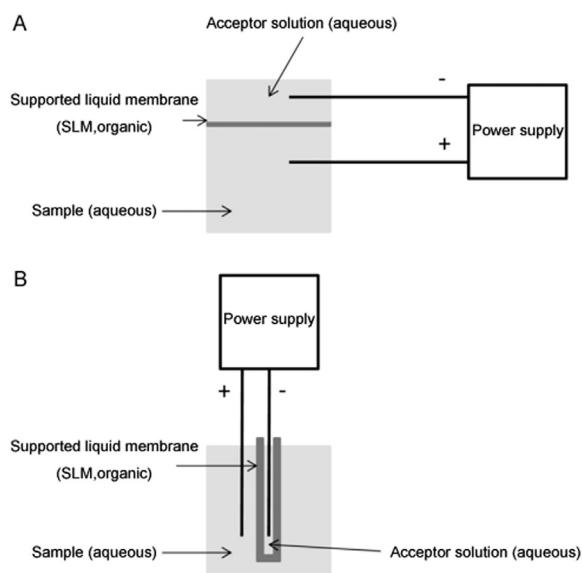 A
Acceptor solution (aqueous)
-
Supported liquid membrane
(SLM,organic)
Power supply
+
Sample (aqueous)
B
Power supply
+
-
Supported liquid membrane
(SLM,organic)
Sample (aqueous)
Acceptor solution (aqueous)